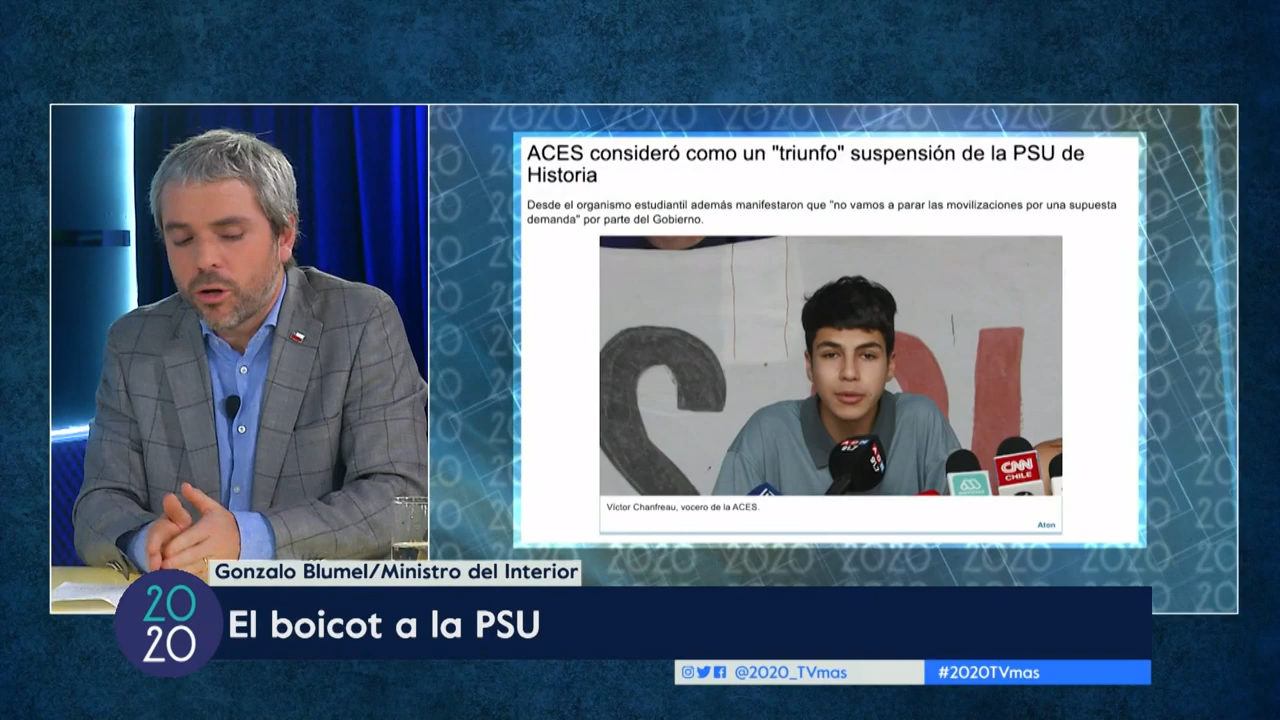 ACES consideró como un "triunfo" suspensión de la PSU de
Historia
Desde el organismo estudiantil además manifestaron que "no vamos a parar las movilizaciones por una supuesta
demanda" por parte del Gobierno.
CNN
CHILE
Víctor Chanfreau, vocero de la ACES.
Aton
Gonzalo Blumel/Ministro del Interior
20
20
El boicot a la PSU
@2020_TVmas
#2020TVmas